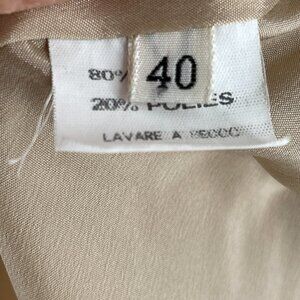 80%
40
20% POLIES
LAVARE A SECCO